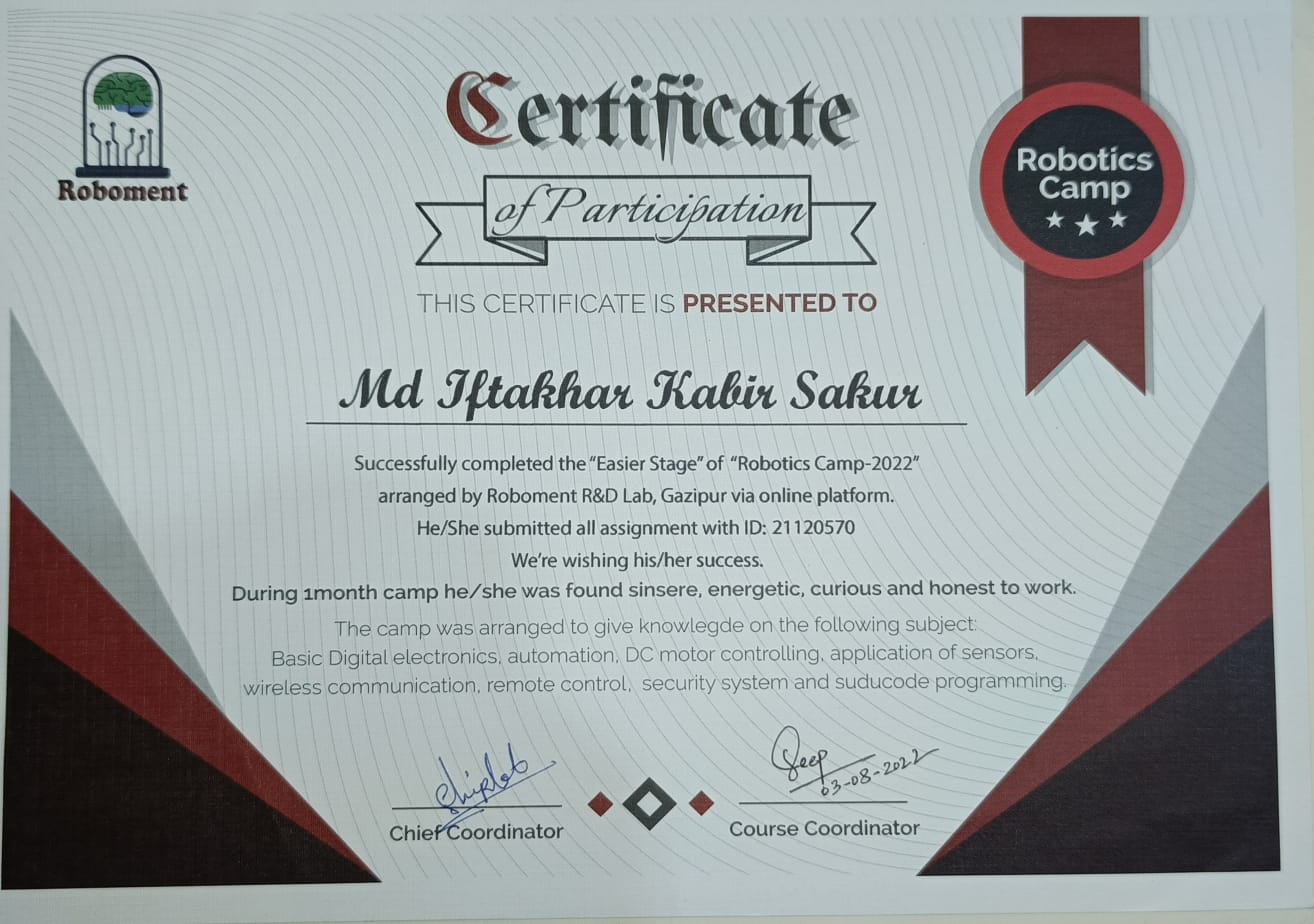 Roboment
Certificate
of Participation
Robotics
Camp
THIS CERTIFICATE IS PRESENTED TO
Md Iftakhar Kabir Sakur
Successfully completed the "Easier Stage" of "Robotics Camp-2022"
arranged by Roboment R&D Lab, Gazipur via online platform.
He/She submitted all assignment with ID: 21120570
We're wishing his/her success.
During 1month camp he/she was found sinsere, energetic, curious and honest to work.
The camp was arranged to give knowlegde on the following subject:
Basic Digital electronics, automation, DC motor controlling, application of sensors,
wireless communication, remote control, security system and suducode programming.
03-08-2022
Chief Coordinator
Course Coordinator